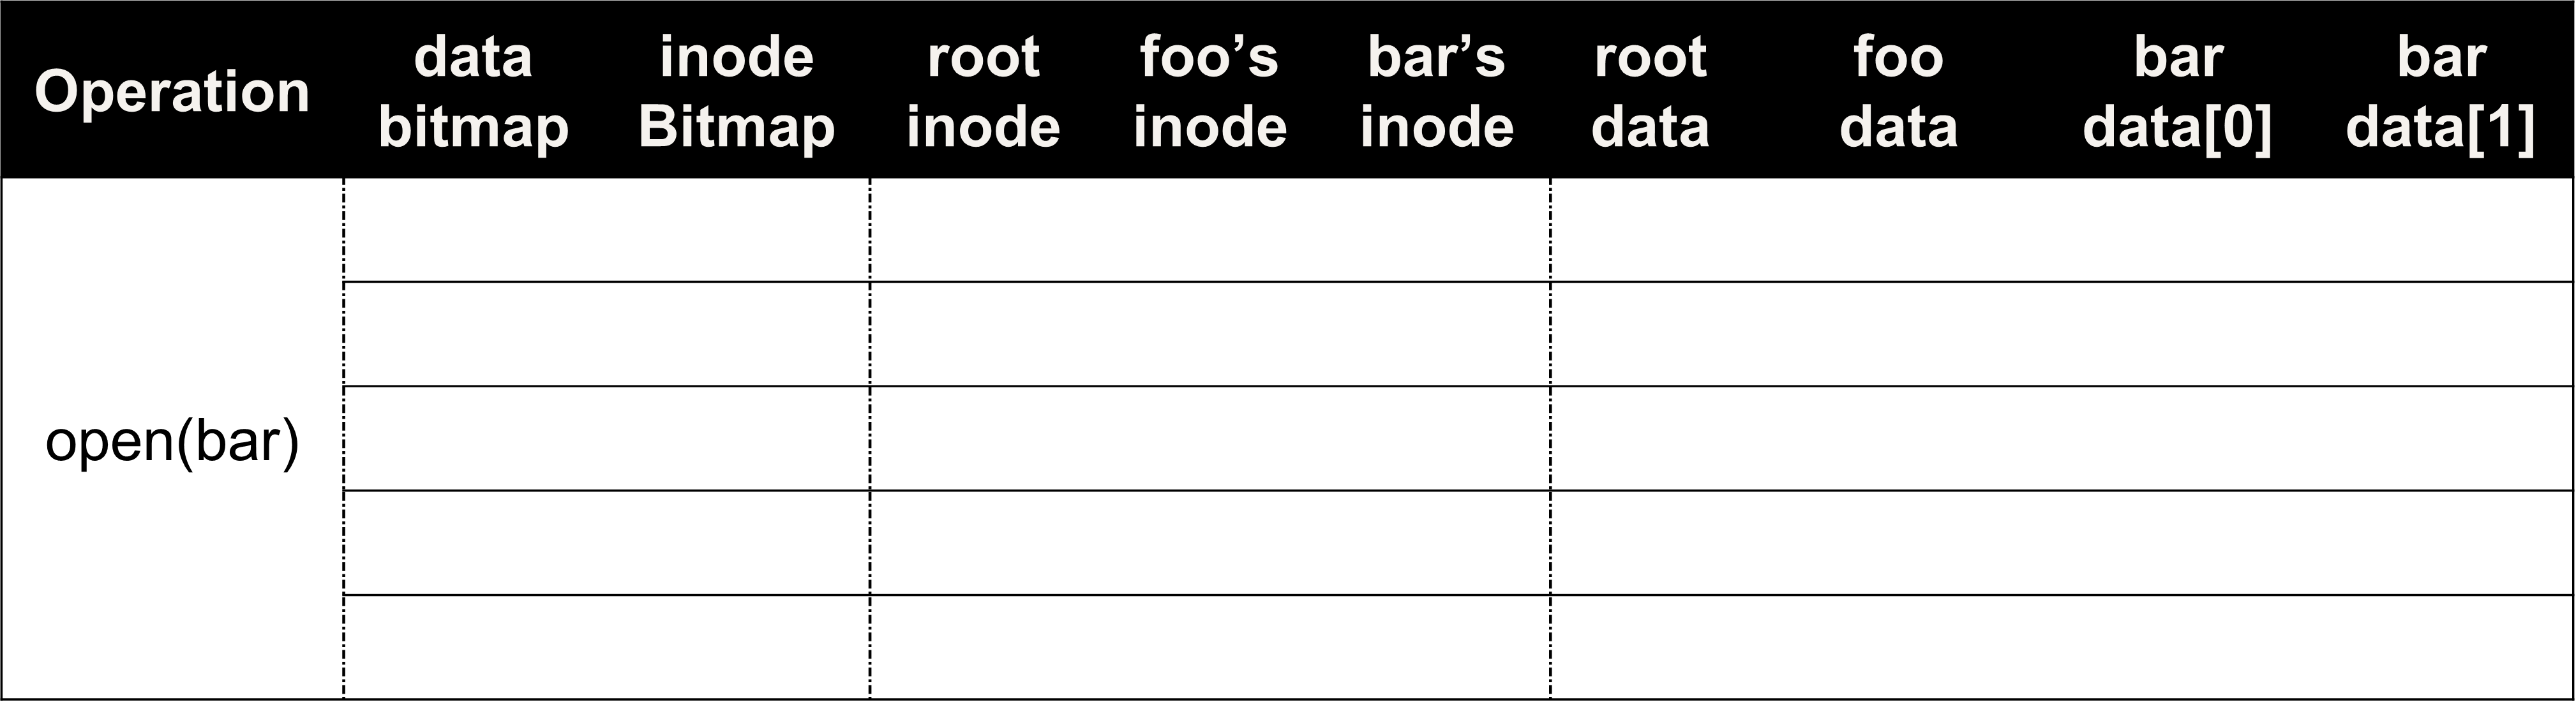 Operation
data
bitmap
inode
Bitmap
root
inode
foo’s
inode
bar’s
inode
root
data
foo
data
bar
data[0]
bar
data[1]
open(bar)